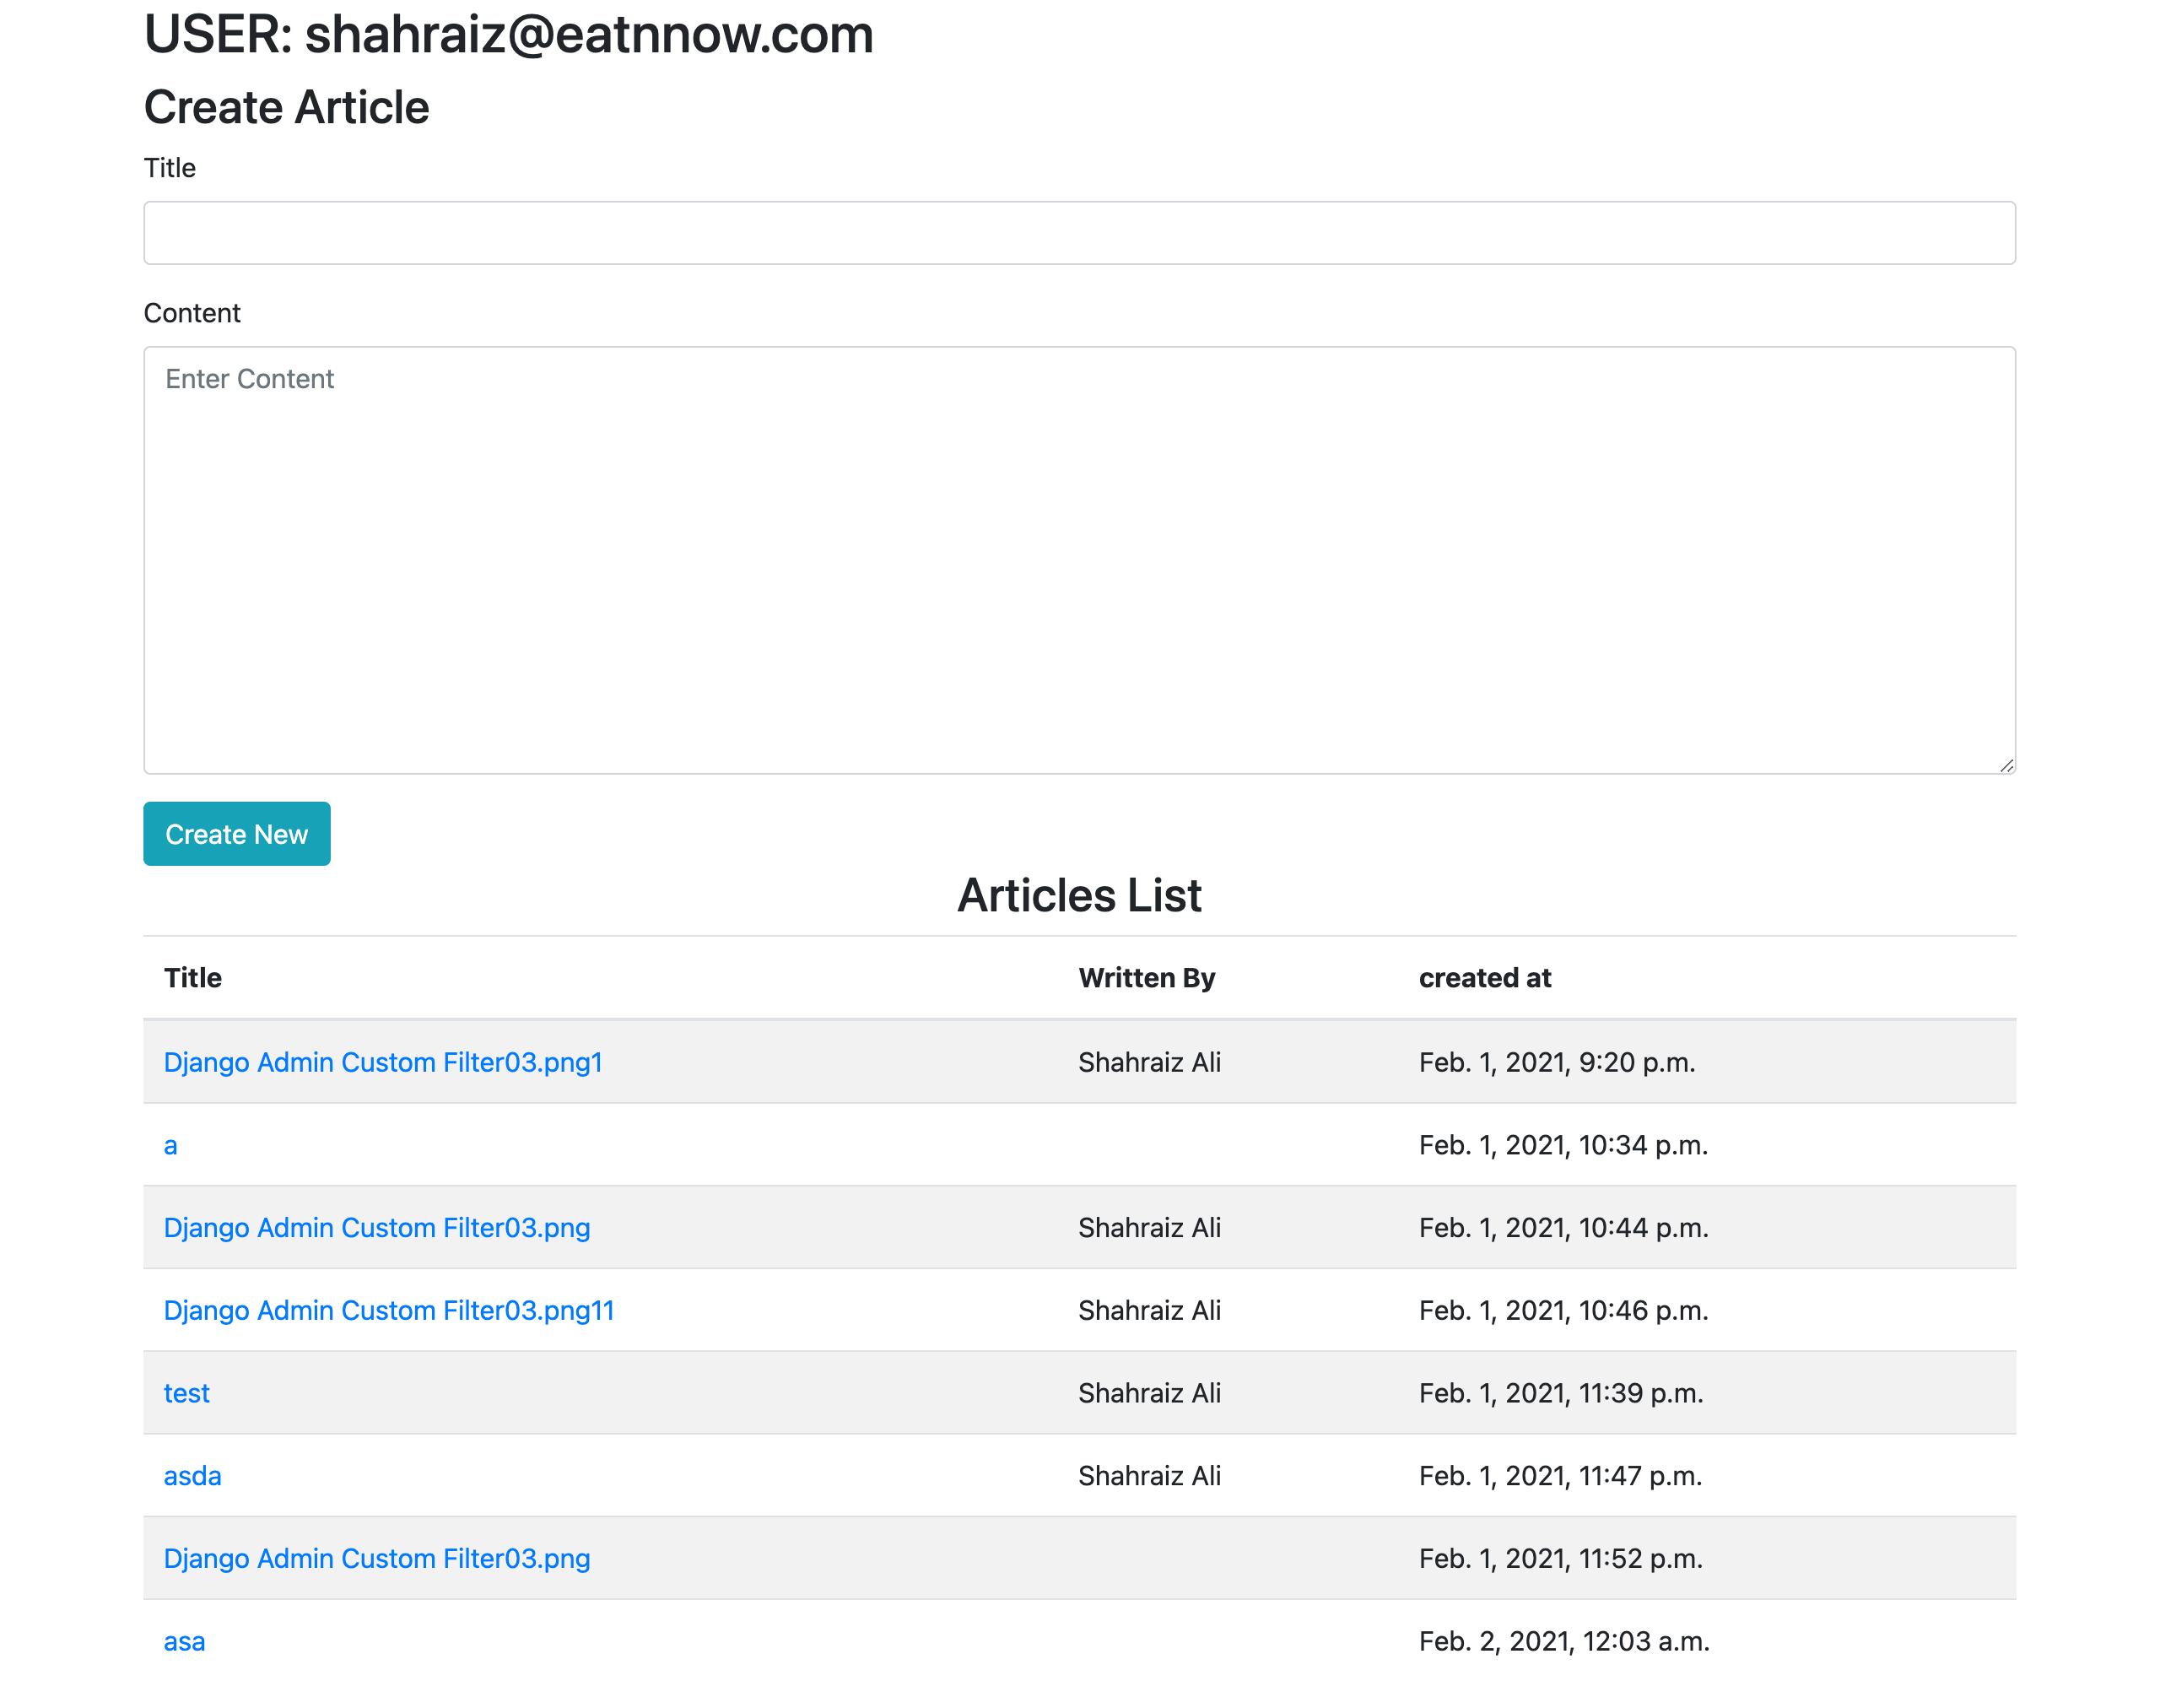 USER: shahraiz@eatnnow.com
Create Article
Title
Content
Enter Content
Create New
Articles List
Title Written By created at
Django Admin Custom Filter03.png1 Shahraiz Ali Feb. 1, 2021, 9:20 p.m.
a Feb. 1, 2021, 10:34 p.m.
Django Admin Custom Filter03.png Shahraiz Ali Feb. 1, 2021, 10:44 p.m.
Django Admin Custom Filter03.png11 Shahraiz Ali Feb. 1, 2021, 10:46 p.m.
test Shahraiz Ali Feb. 1, 2021, 11:39 p.m.
asda Shahraiz Ali Feb. 1, 2021, 11:47 p.m.
Django Admin Custom Filter03.png Feb. 1, 2021, 11:52 p.m.
asa Feb. 2, 2021, 12:03 a.m.